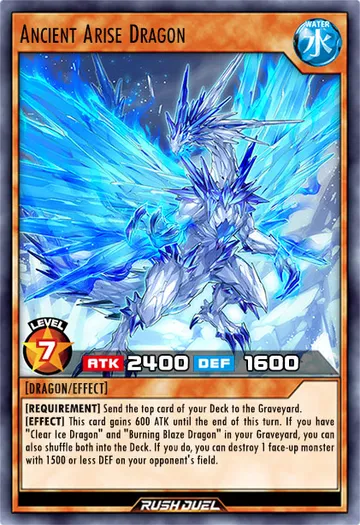 Ancient Arise Dragon
WATER
水
LEVEL
7
ATK 2400 DEF 1600
[DRAGON/EFFECT]
[REQUIREMENT] Send the top card of your Deck to the Graveyard.
[EFFECT] This card gains 600 ATK until the end of this turn. If you have
"Clear Ice Dragon" and "Burning Blaze Dragon" in your Graveyard, you can
also shuffle both into the Deck. If you do, you can destroy 1 face-up monster
with 1500 or less DEF on your opponent's field.
RUSH DUEL